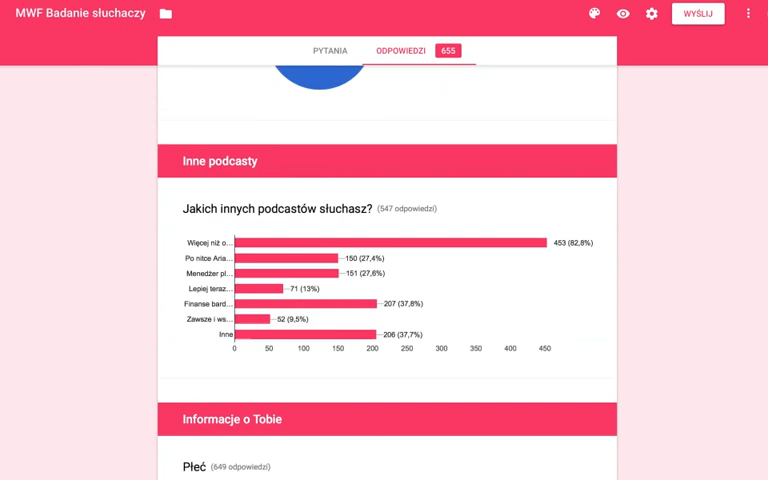 MWF Badanie słuchaczy
WYŚLIJ
PYTANIA ODPOWIEDZI 655
Inne podcasty
Jakich innych podcastów słuchasz? (547 odpowiedzi)
Więcej niż o... 453 (82,8%)
Po nitce Aria... 150 (27,4%)
Menedżer pl... 151 (27,6%)
Lepiej teraz... 71 (13%)
Finanse bard... 207 (37,8%)
Zawsze i ws... 52 (9,5%)
Inne 206 (37,7%)
0 50 100 150 200 250 300 350 400 450
Informacje o Tobie
Płeć (649 odpowiedzi)